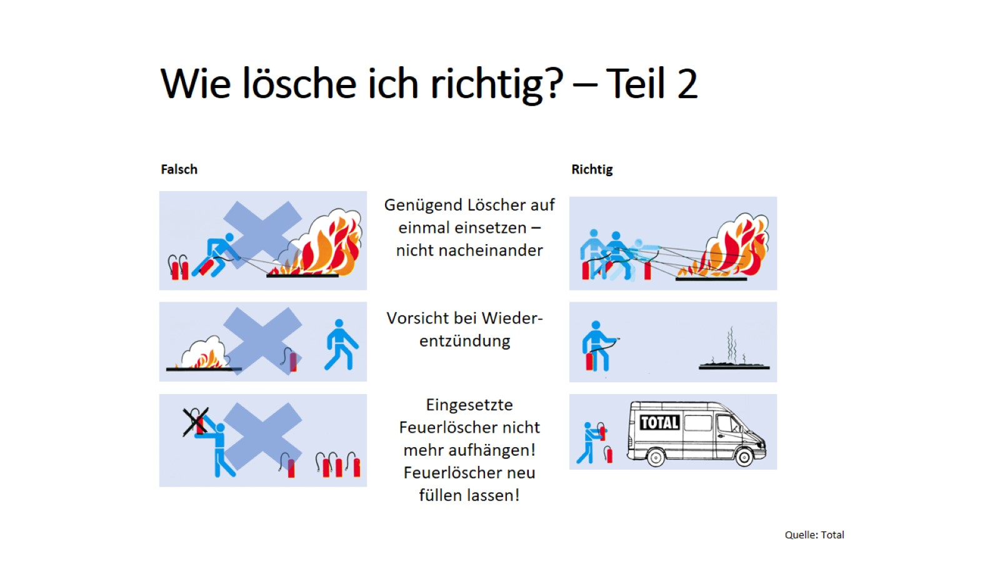 Wie lösche ich richtig? – Teil 2
Falsch
Richtig
Genügend Löscher auf
einmal einsetzen –
nicht nacheinander
Vorsicht bei Wieder-
entzündung
Eingesetzte
Feuerlöscher nicht
mehr aufhängen!
Feuerlöscher neu
füllen lassen!
TOTAL
Quelle: Total